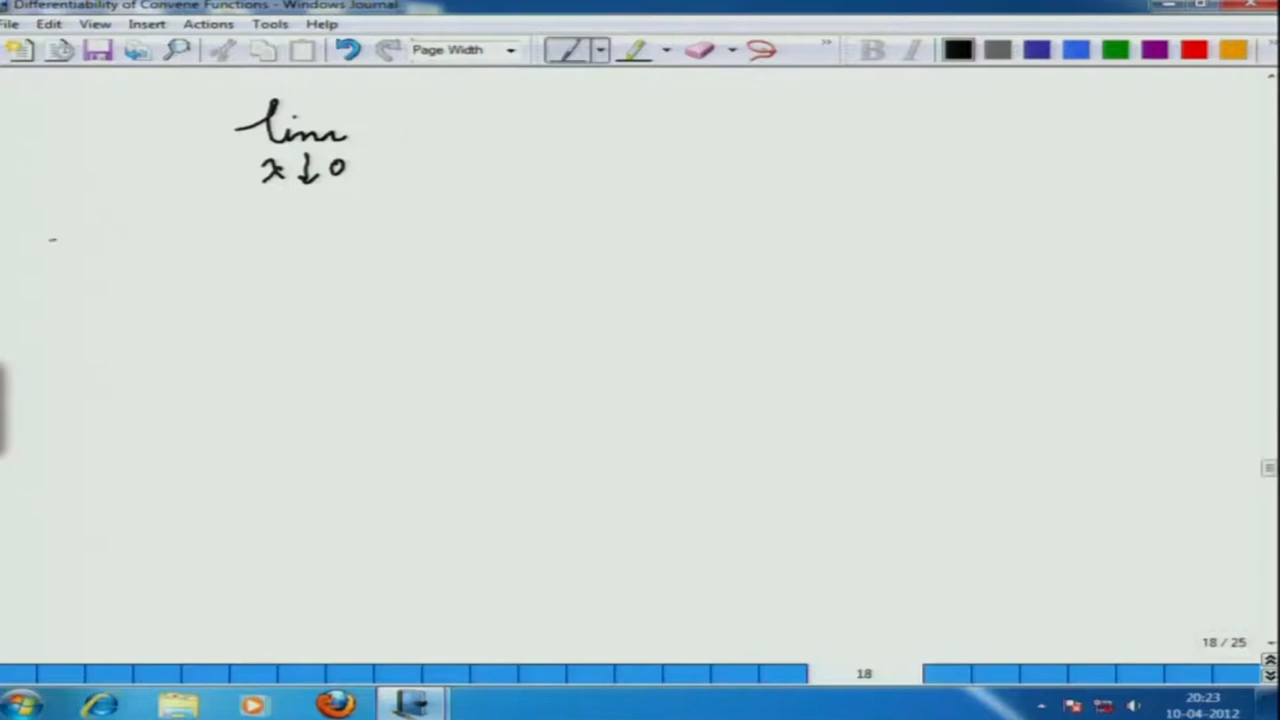 Differentiability of Convene Functions - Windows Journal
File Edit View Insert Actions Tools Help
Page Width
B I
lim
x ↓ 0
18 / 25
18
20:23
10-04-2012